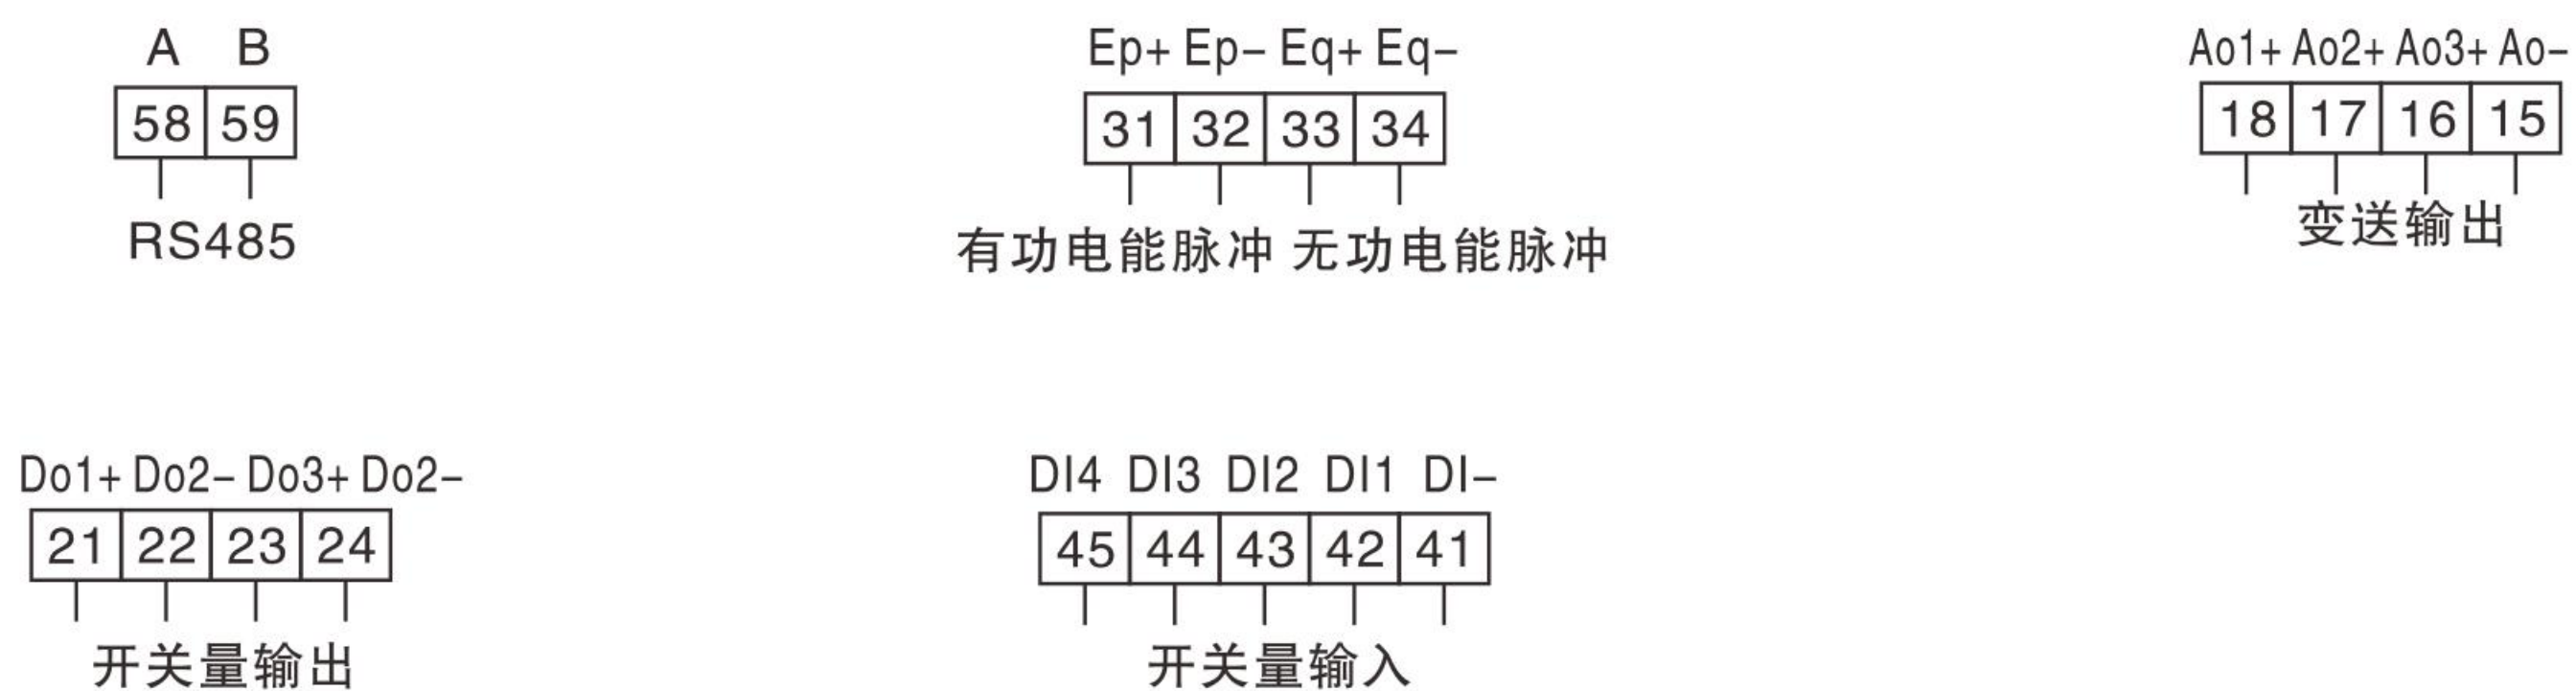 A B
58 59
RS485
Ep+ Ep− Eq+ Eq−
31 32 33 34
有功电能脉冲 无功电能脉冲
Ao1+ Ao2+ Ao3+ Ao−
18 17 16 15
变送输出
Do1+ Do2− Do3+ Do2−
21 22 23 24
开关量输出
DI4 DI3 DI2 DI1 DI−
45 44 43 42 41
开关量输入